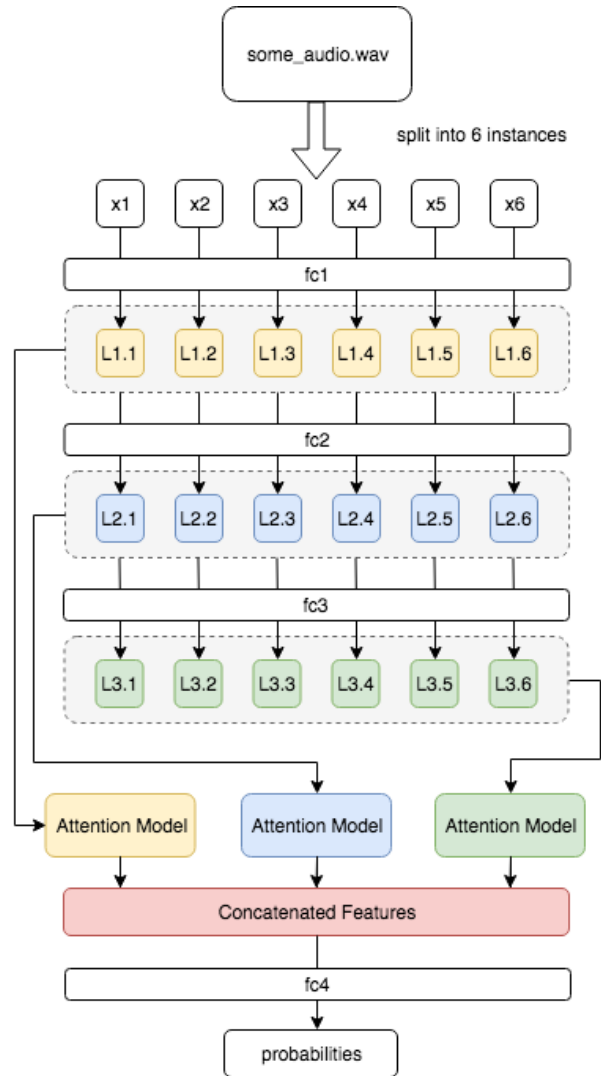 some_audio.wav
split into 6 instances
x1 x2 x3 x4 x5 x6
fc1
L1.1 L1.2 L1.3 L1.4 L1.5 L1.6
fc2
L2.1 L2.2 L2.3 L2.4 L2.5 L2.6
fc3
L3.1 L3.2 L3.3 L3.4 L3.5 L3.6
Attention Model Attention Model Attention Model
Concatenated Features
fc4
probabilities